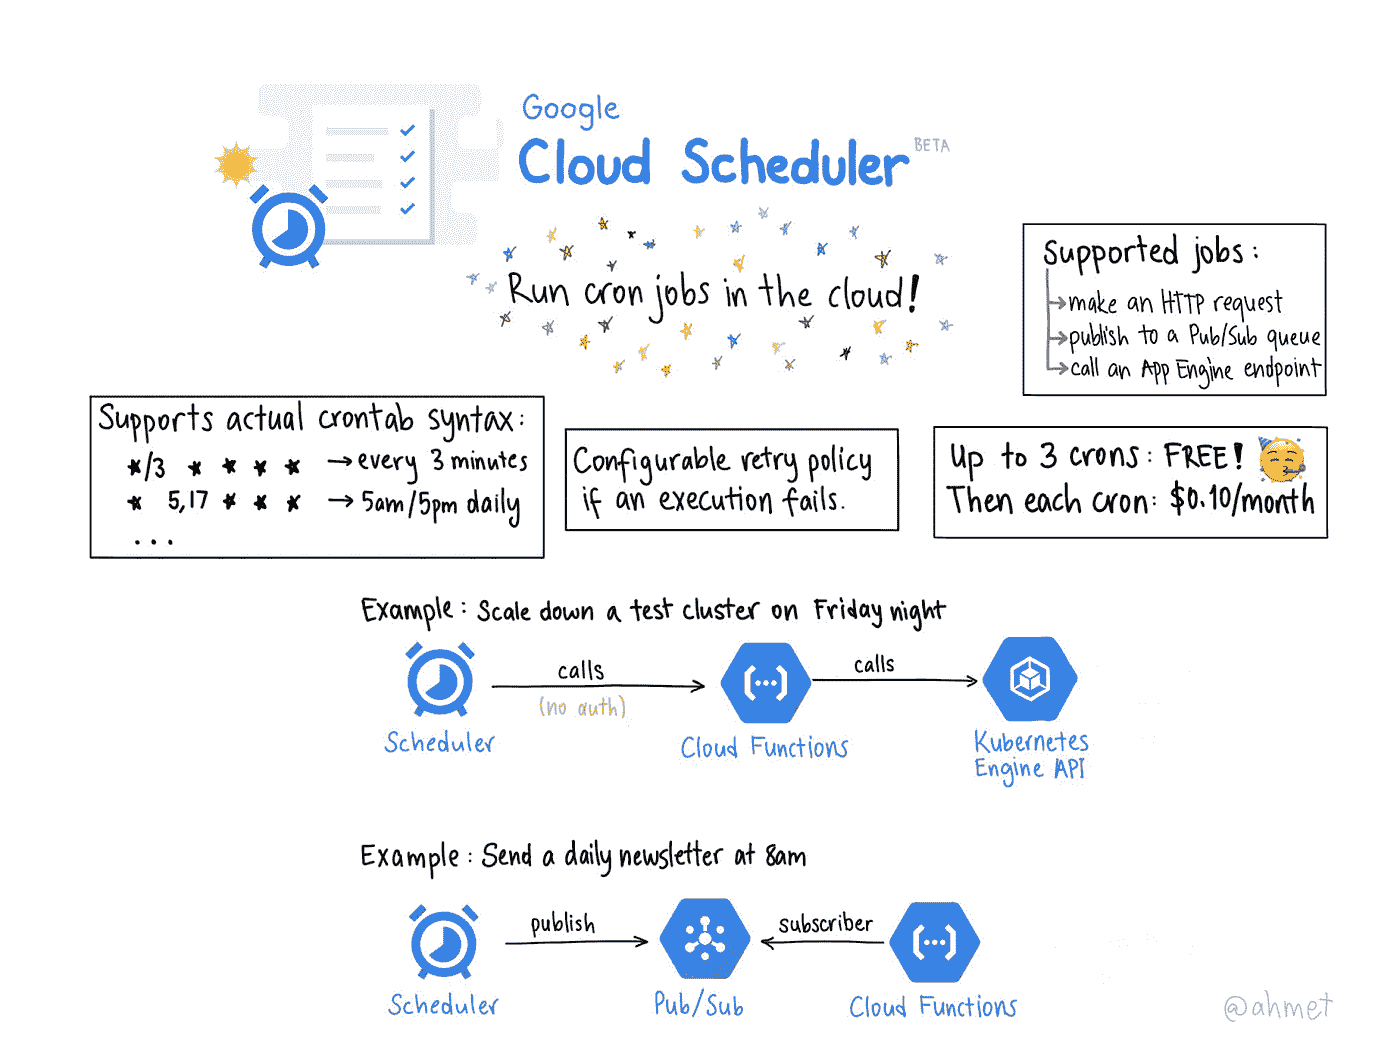 Google
Cloud Scheduler BETA
Run cron jobs in the cloud!
Supported jobs:
make an HTTP request
publish to a Pub/Sub queue
call an App Engine endpoint
Supports actual crontab syntax:
*/3 * * * * → every 3 minutes
* 5,17 * * * → 5am/5pm daily
...
Configurable retry policy
if an execution fails.
Up to 3 crons: FREE!
Then each cron: $0.10/month
Example: Scale down a test cluster on Friday night
calls
(no auth)
calls
Scheduler
Cloud Functions
Kubernetes
Engine API
Example: Send a daily newsletter at 8am
publish
subscriber
Scheduler
Pub/Sub
Cloud Functions
@ahmet